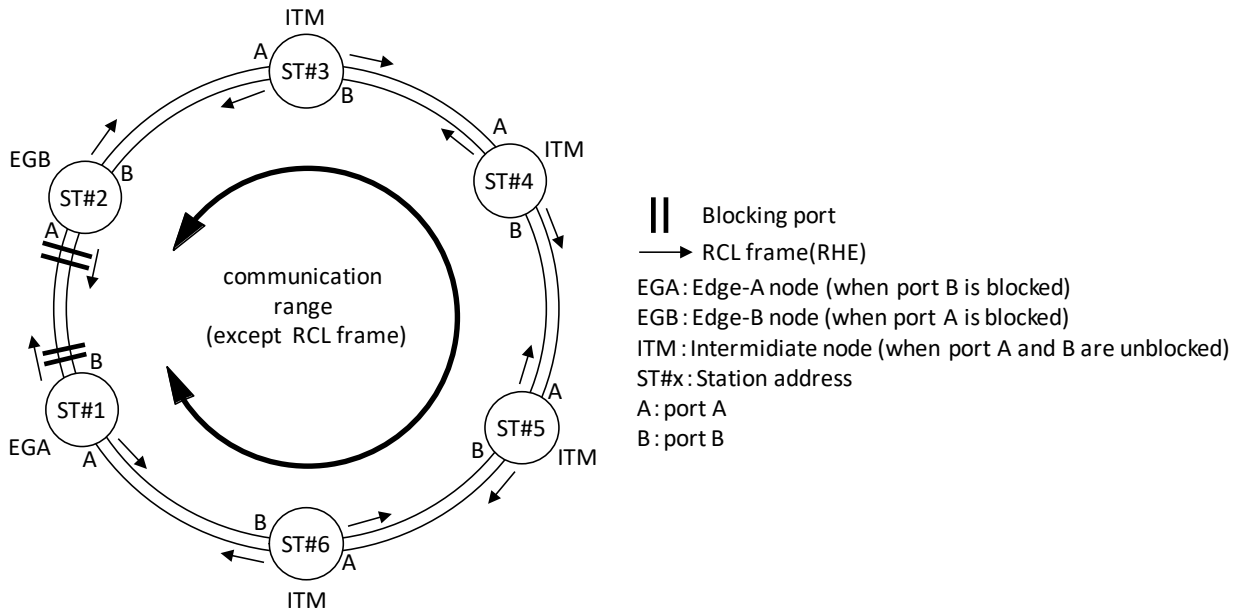 ITM
A
ST#3
B
A
ITM
ST#4
B
EGB
B
ST#2
A
communication
range
(except RCL frame)
B
ST#1
EGA
A
A
ST#5
B
ITM
B
ST#6
A
ITM
Blocking port
RCL frame(RHE)
EGA: Edge-A node (when port B is blocked)
EGB: Edge-B node (when port A is blocked)
ITM: Intermidiate node (when port A and B are unblocked)
ST#x: Station address
A: port A
B: port B